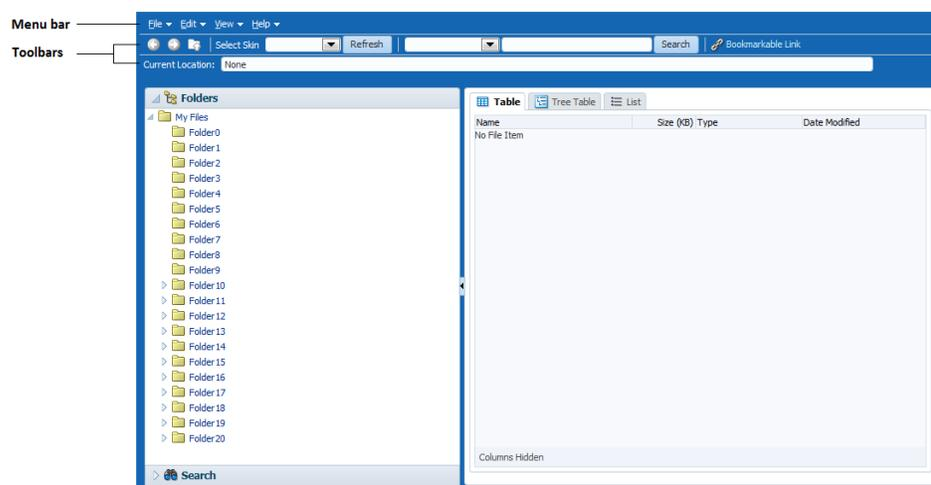 Menu bar
Toolbars
File Edit View Help
Select Skin Refresh Search Bookmarkable Link
Current Location: None
Folders
My Files
Folder0
Folder1
Folder2
Folder3
Folder4
Folder5
Folder6
Folder7
Folder8
Folder9
Folder10
Folder11
Folder12
Folder13
Folder14
Folder15
Folder16
Folder17
Folder18
Folder19
Folder20
Search
Table Tree Table List
Name Size (KB) Type Date Modified
No File Item
Columns Hidden